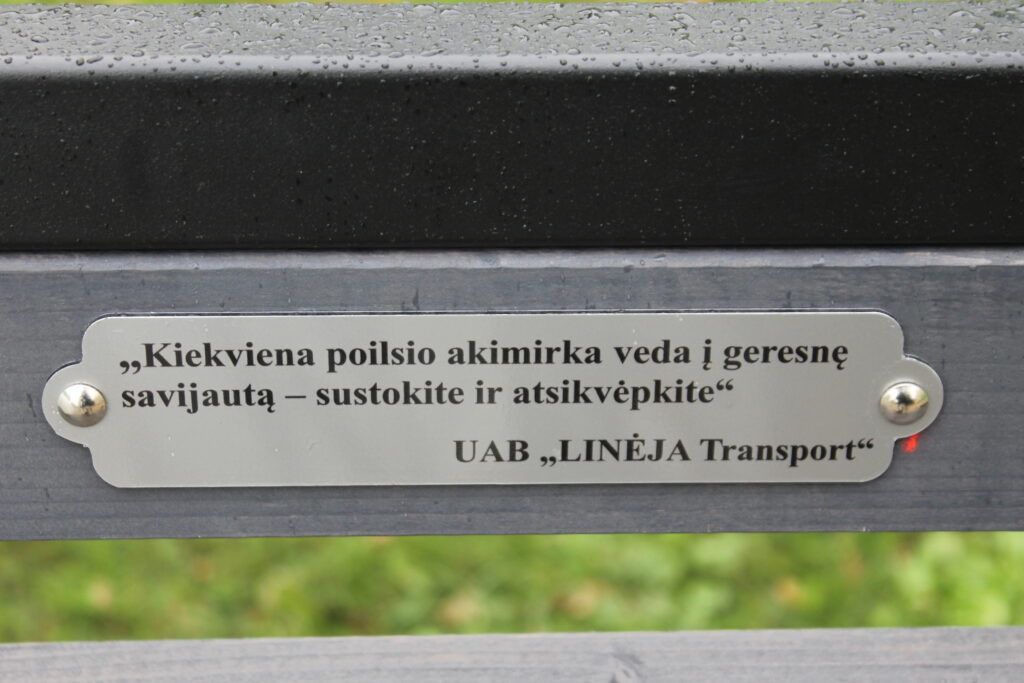 „Kiekviena poilsio akimirka veda į geresnę
savijautą – sustokite ir atsikvėpkite“
UAB „LINĖJA Transport“